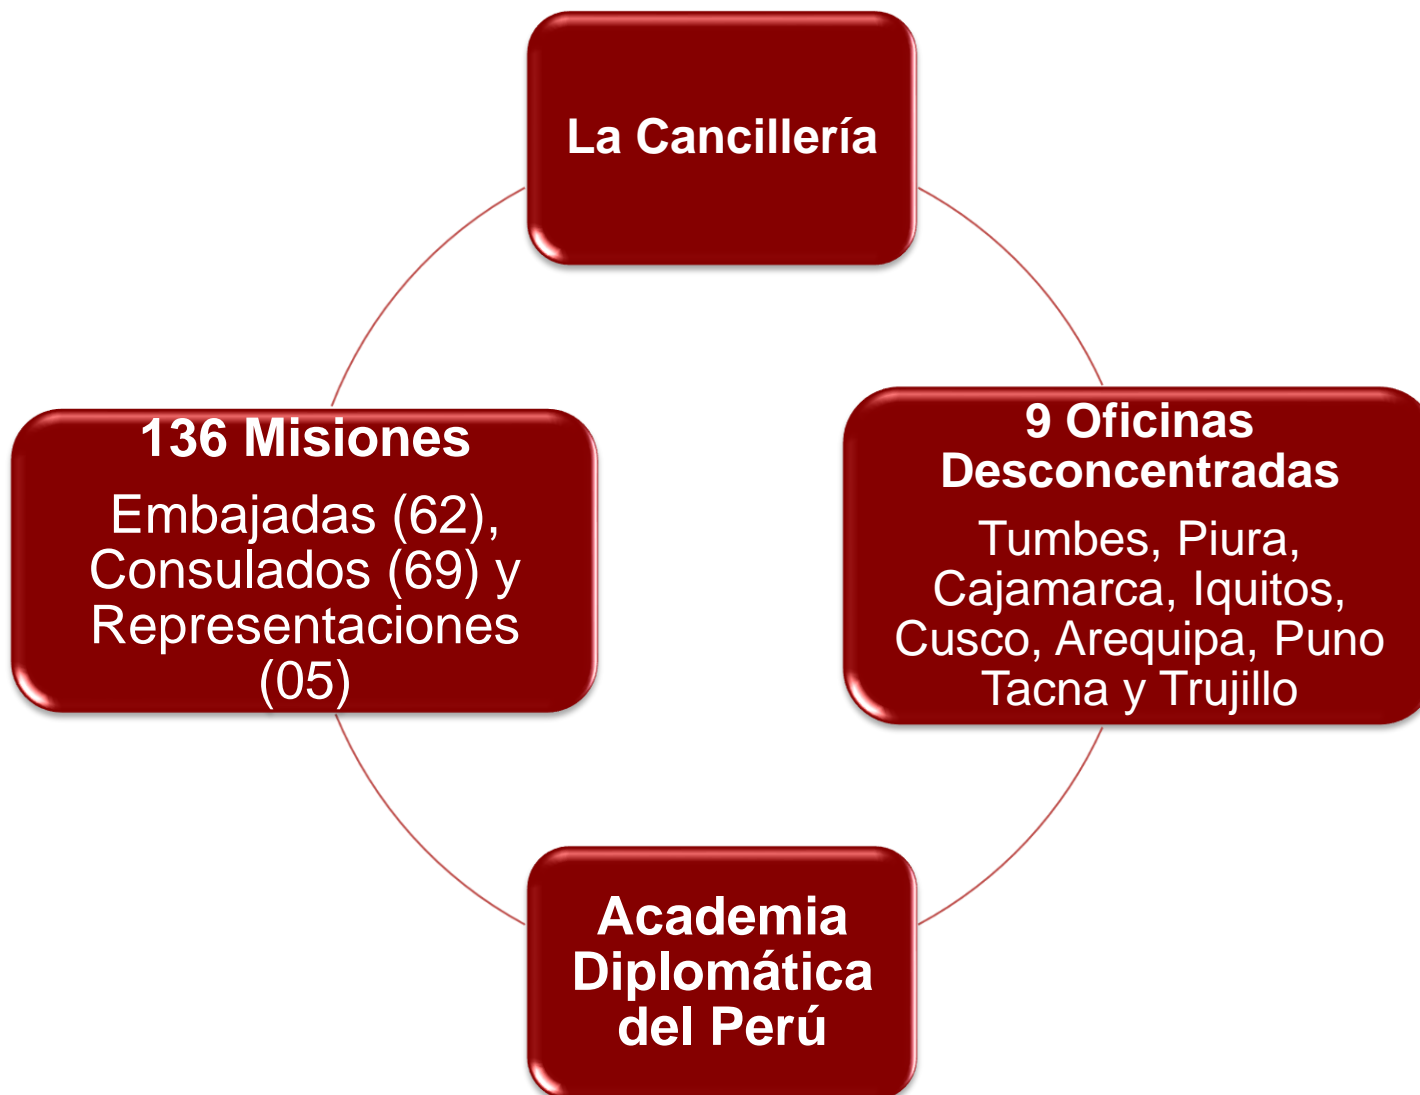 La Cancillería
136 Misiones
Embajadas (62),
Consulados (69) y
Representaciones
(05)
9 Oficinas
Desconcentradas
Tumbes, Piura,
Cajamarca, Iquitos,
Cusco, Arequipa, Puno
Tacna y Trujillo
Academia
Diplomática
del Perú